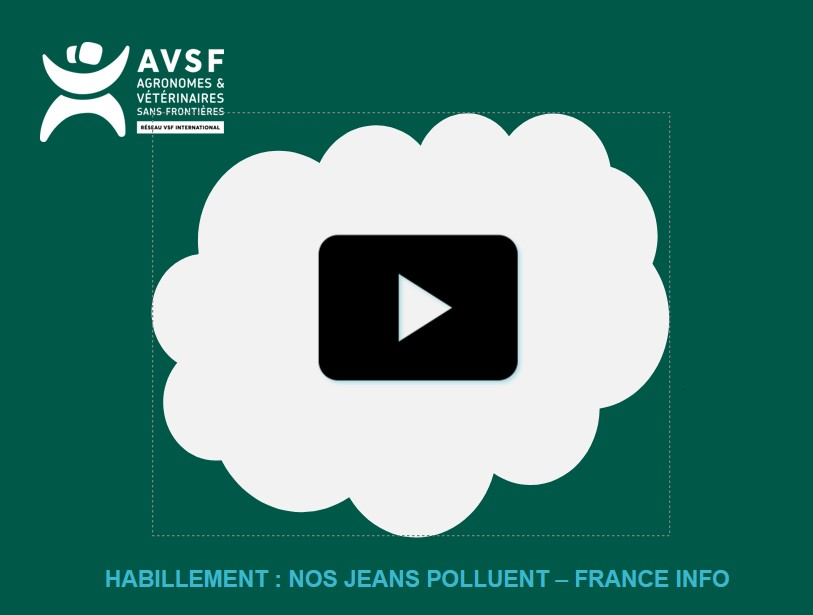 AVSF
AGRONOMES &
VÉTÉRINAIRES
SANS FRONTIÈRES
RÉSEAU VSF INTERNATIONAL
HABILLEMENT : NOS JEANS POLLUENT – FRANCE INFO